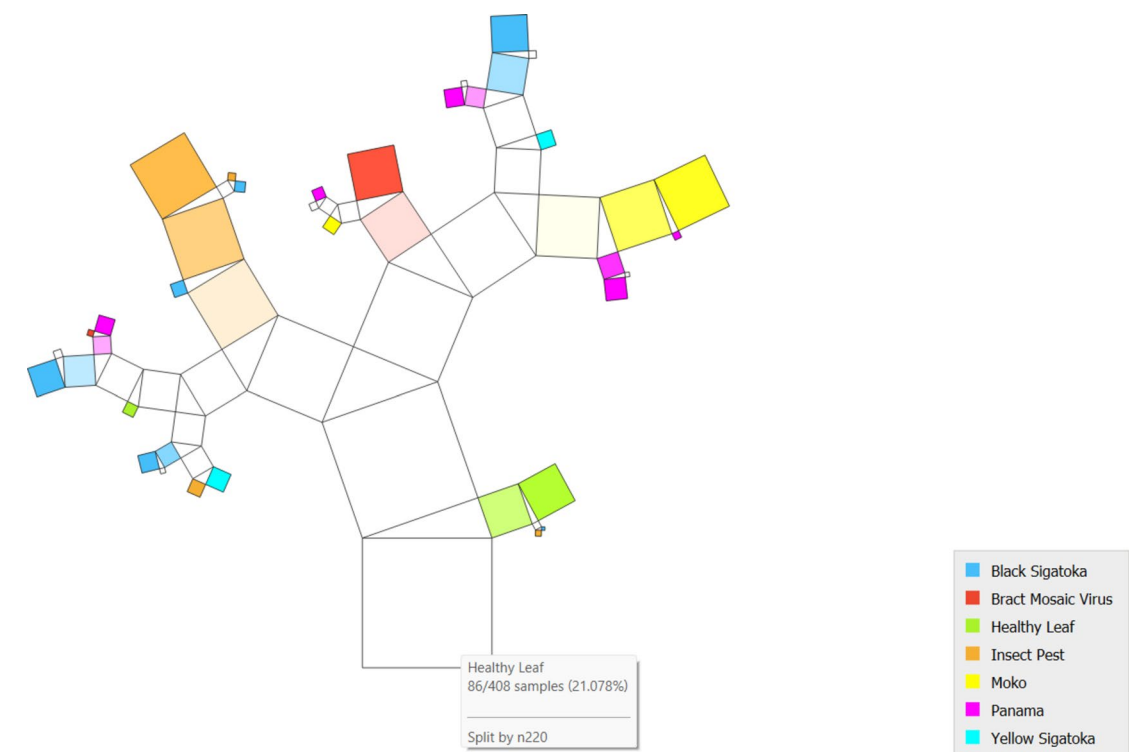 Healthy Leaf
86/408 samples (21.078%)
Split by n220
Black Sigatoka
Bract Mosaic Virus
Healthy Leaf
Insect Pest
Moko
Panama
Yellow Sigatoka